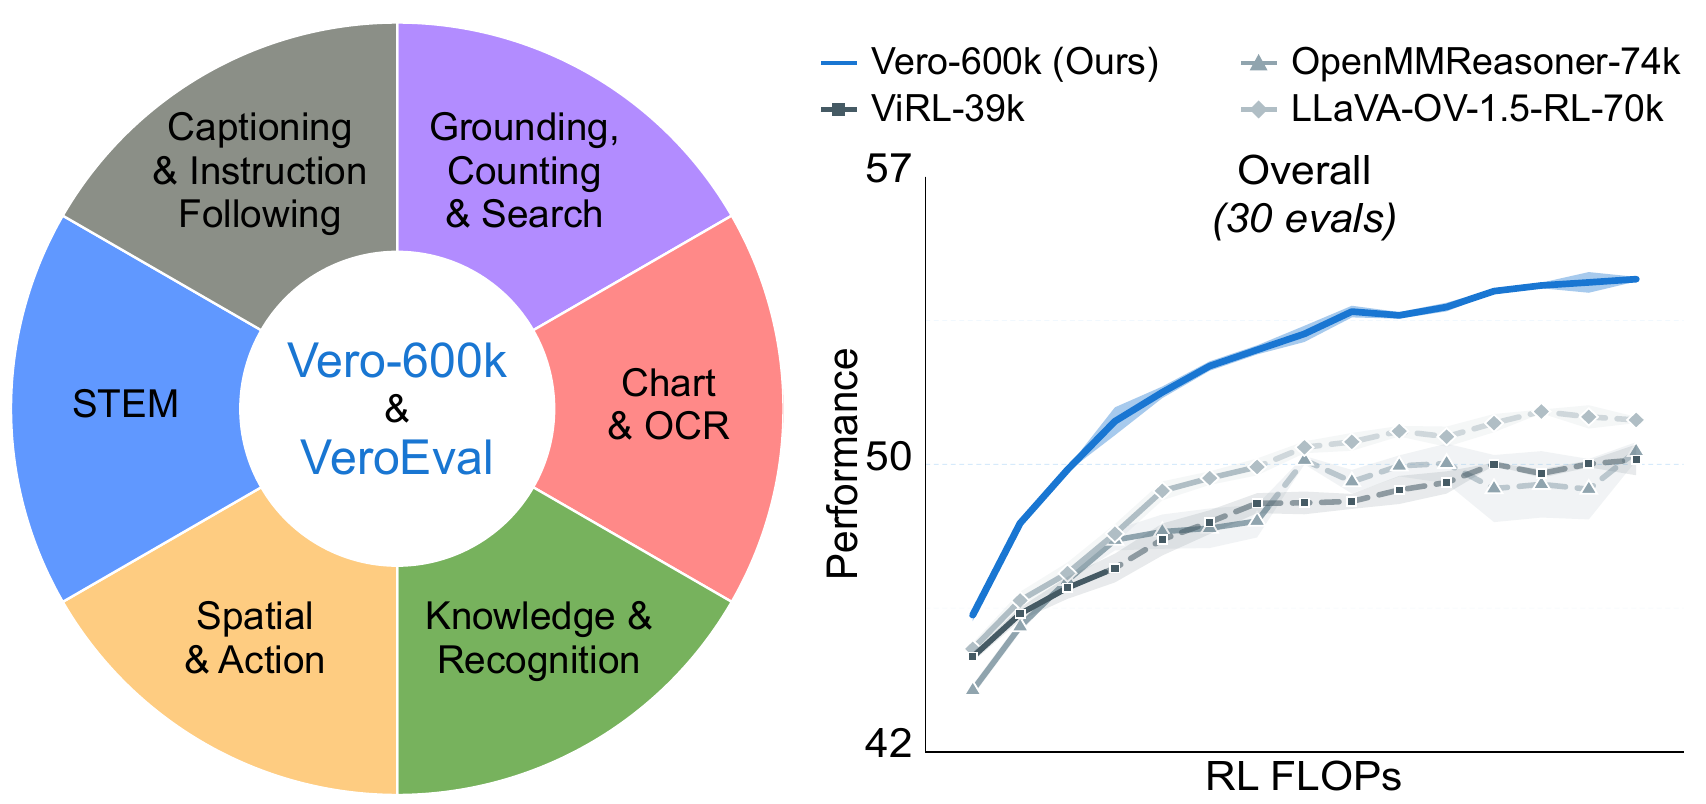 Captioning
& Instruction
Following
Grounding,
Counting
& Search
STEM
Vero-600k
&
VeroEval
Chart
& OCR
Spatial
& Action
Knowledge &
Recognition
Vero-600k (Ours)
OpenMMReasoner-74k
ViRL-39k
LLaVA-OV-1.5-RL-70k
Overall
(30 evals)
57
50
42
Performance
RL FLOPs